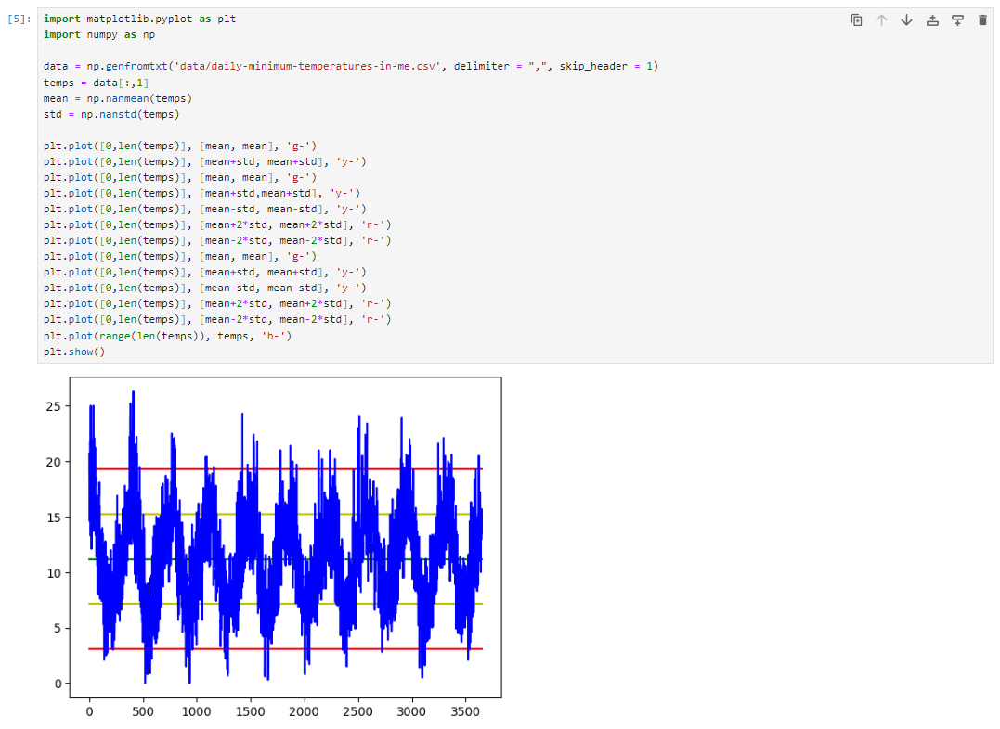 [5]:
import matplotlib.pyplot as plt
import numpy as np
data = np.genfromtxt('data/daily-minimum-temperatures-in-me.csv', delimiter = ",", skip_header = 1)
temps = data[:,1]
mean = np.nanmean(temps)
std = np.nanstd(temps)
plt.plot([0,len(temps)], [mean, mean], 'g-')
plt.plot([0,len(temps)], [mean+std, mean+std], 'y-')
plt.plot([0,len(temps)], [mean, mean], 'g-')
plt.plot([0,len(temps)], [mean+std,mean+std], 'y-')
plt.plot([0,len(temps)], [mean-std, mean-std], 'y-')
plt.plot([0,len(temps)], [mean+2*std, mean+2*std], 'r-')
plt.plot([0,len(temps)], [mean-2*std, mean-2*std], 'r-')
plt.plot([0,len(temps)], [mean, mean], 'g-')
plt.plot([0,len(temps)], [mean+std, mean+std], 'y-')
plt.plot([0,len(temps)], [mean-std, mean-std], 'y-')
plt.plot([0,len(temps)], [mean+2*std, mean+2*std], 'r-')
plt.plot([0,len(temps)], [mean-2*std, mean-2*std], 'r-')
plt.plot(range(len(temps)), temps, 'b-')
plt.show()
25
20
15
10
5
0
0 500 1000 1500 2000 2500 3000 3500